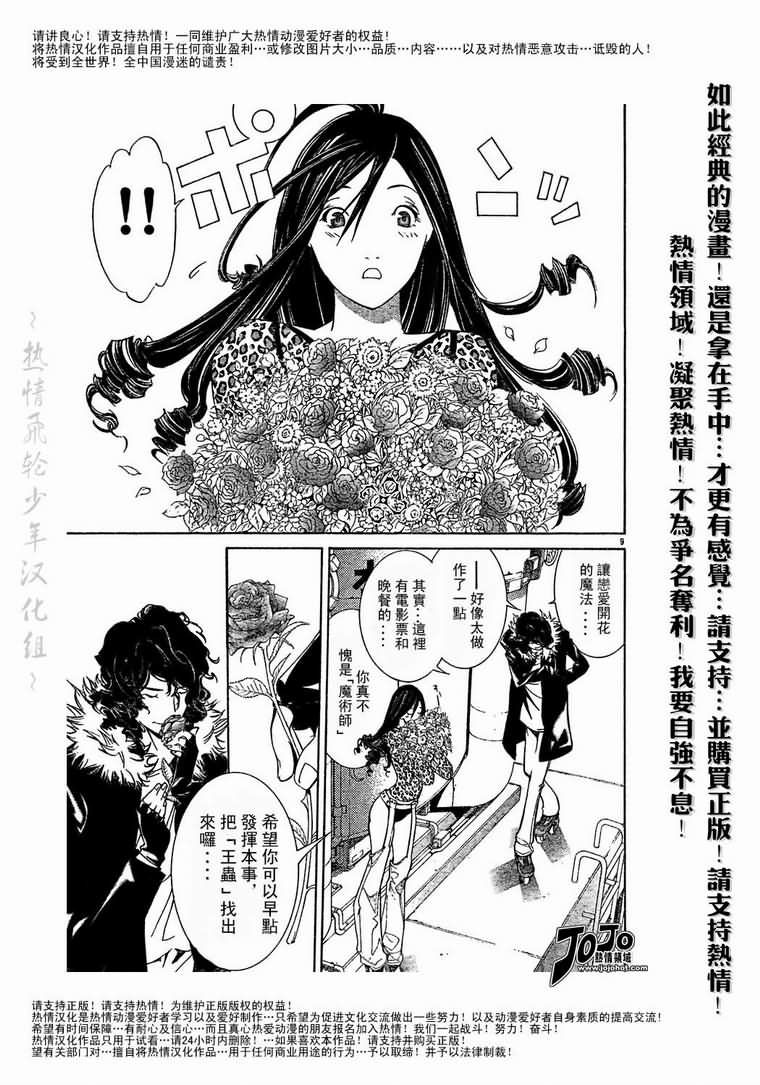 请讲良心！请支持热情！一同维护广大热情动漫爱好者的权益！
将热情汉化作品擅自用于任何商业盈利…或修改图片大小…品质…内容……以及对热情恶意攻击…诋毁的人！
将受到全世界！全中国漫迷的谴责！
如此經典的漫畫！還是拿在手中…才更有感覺…請支持…並購買正版！請支持熱情！
熱情領域！凝聚熱情！不為爭名奪利！我要自強不息！
ポンッ
!!
~热情飛轮少年汉化组~
9
讓戀愛開花
的魔法．．．．
——好像太做
作了一點
其實…這裡
有電影票和
晚餐的．．．．
你真不
愧是「魔術師」
希望你可以早點
發揮本事，
把「王蟲」找出
來囉．．．．
JOJO
熱情領域
www.jojohot.com
请支持正版！请支持热情！为维护正版版权的权益！
热情汉化是热情动漫爱好者学习以及爱好制作…只希望为促进文化交流做出一些努力！以及动漫爱好者自身素质的提高交流！
希望有时间保障…有耐心及信心…而且真心热爱动漫的朋友报名加入热情！我们一起战斗！努力！奋斗！
热情汉化作品只用于试看…请24小时内删除！…如果喜欢本作品！请支持并购买正版！
望有关部门对…擅自将热情汉化作品…用于任何商业用途的行为…予以取缔！并予以法律制裁！